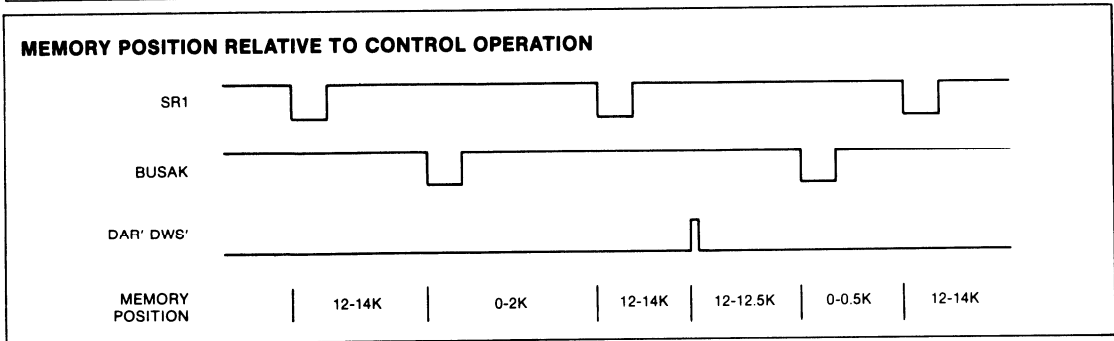 MEMORY POSITION RELATIVE TO CONTROL OPERATION
SR1
BUSAK
DAR' DWS'
MEMORY
POSITION
12-14K 0-2K 12-14K 12-12.5K 0-0.5K 12-14K